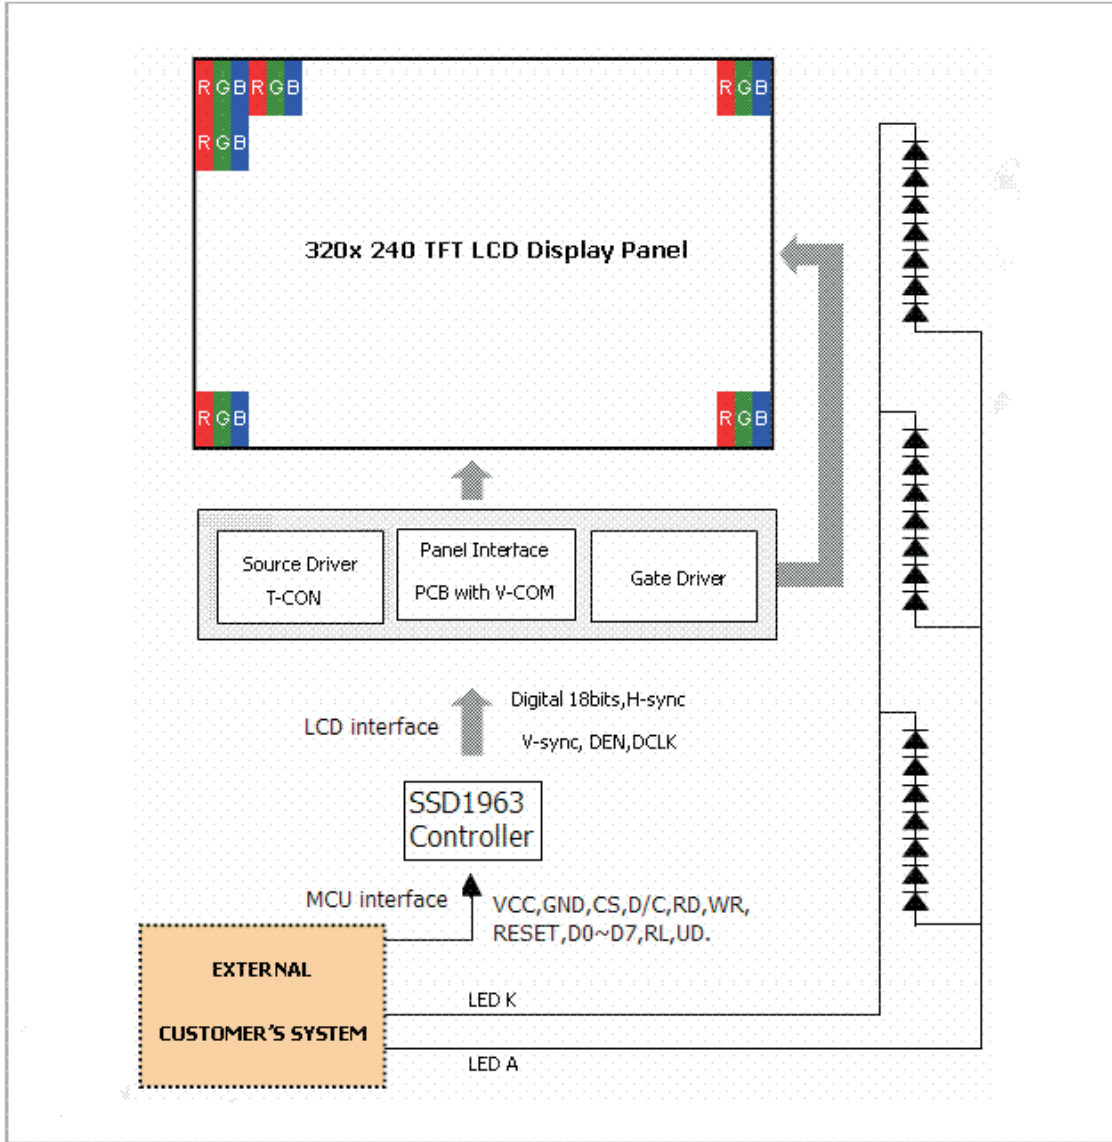 RGBRGB
RGB
RGB
320x 240 TFT LCD Display Panel
RGB
RGB
Source Driver
T-CON
Panel Interface
PCB with V-COM
Gate Driver
LCD interface
Digital 18bits,H-sync
V-sync, DEN,DCLK
SSD1963
Controller
MCU interface
VCC,GND,CS,D/C,RD,WR,
RESET,D0~D7,RL,UD.
EXTERNAL
CUSTOMER'S SYSTEM
LED K
LED A